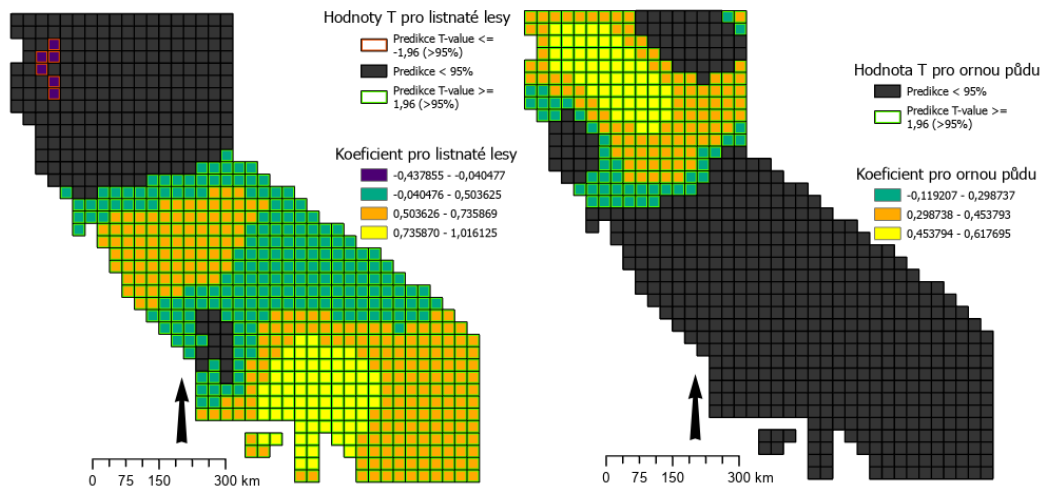 Hodnoty T pro listnaté lesy
Predikce T-value <=
-1,96 (>95%)
Predikce < 95%
Predikce T-value >=
1,96 (>95%)
Koeficient pro listnaté lesy
-0,437855 - -0,040477
-0,040476 - 0,503625
0,503626 - 0,735869
0,735870 - 1,016125
0 75 150 300 km
Hodnota T pro ornou půdu
Predikce < 95%
Predikce T-value >=
1,96 (>95%)
Koeficient pro ornou půdu
-0,119207 - 0,298737
0,298738 - 0,453793
0,453794 - 0,617695
0 75 150 300 km